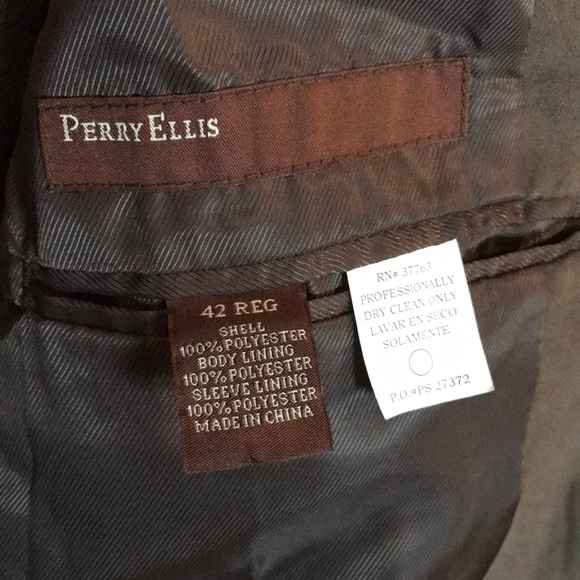 PERRY ELLIS
42 REG
SHELL
100% POLYESTER
BODY LINING
100% POLYESTER
SLEEVE LINING
100% POLYESTER
MADE IN CHINA
RN# 37763
PROFESSIONALLY
DRY CLEAN ONLY
LAVAR EN SECO
SOLAMENTE
P.O.#PS 27372